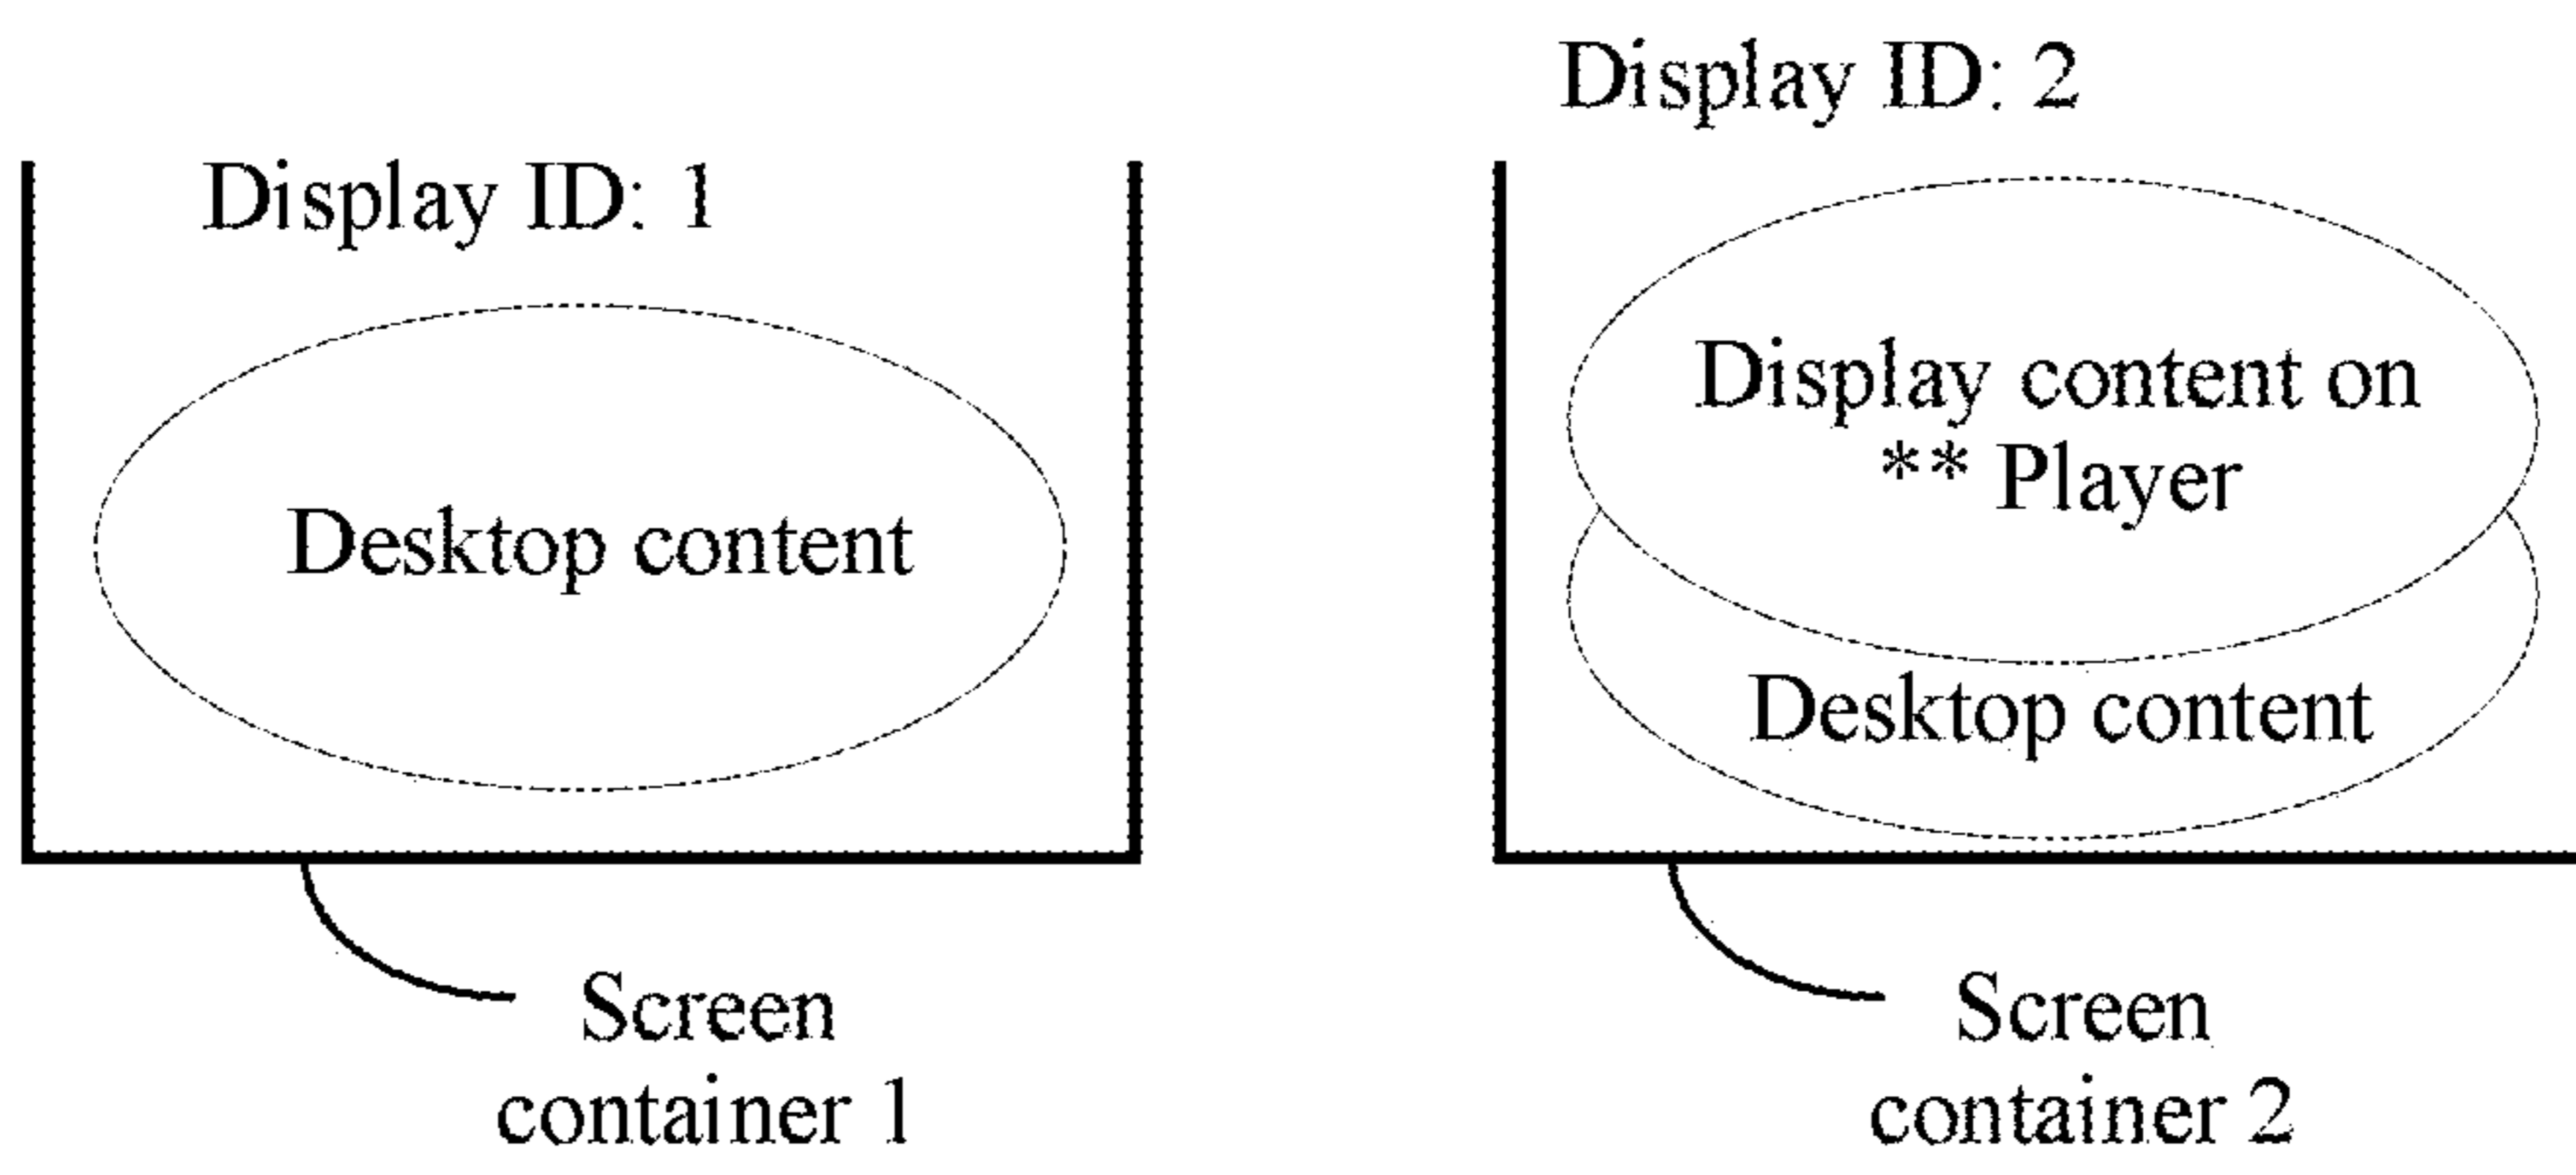 Display ID: 1
Desktop content
Screen
container 1
Display ID: 2
Display content on
** Player
Desktop content
Screen
container 2